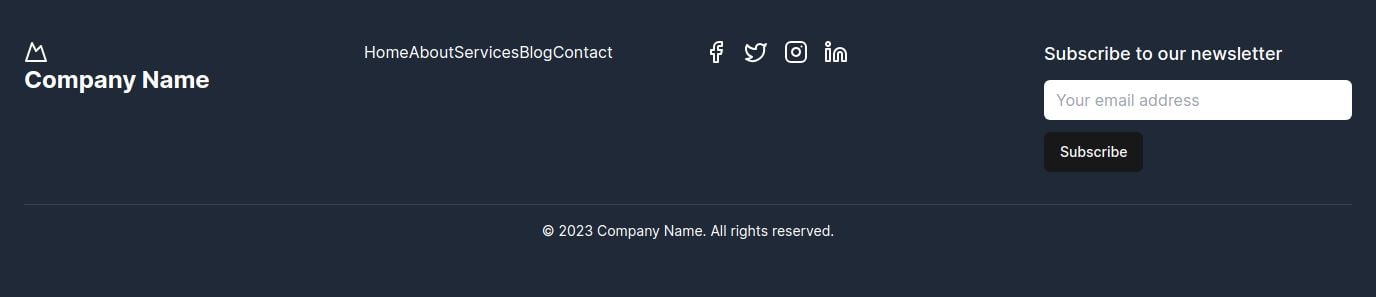 Company Name
HomeAboutServicesBlogContact
Subscribe to our newsletter
Your email address
Subscribe
© 2023 Company Name. All rights reserved.